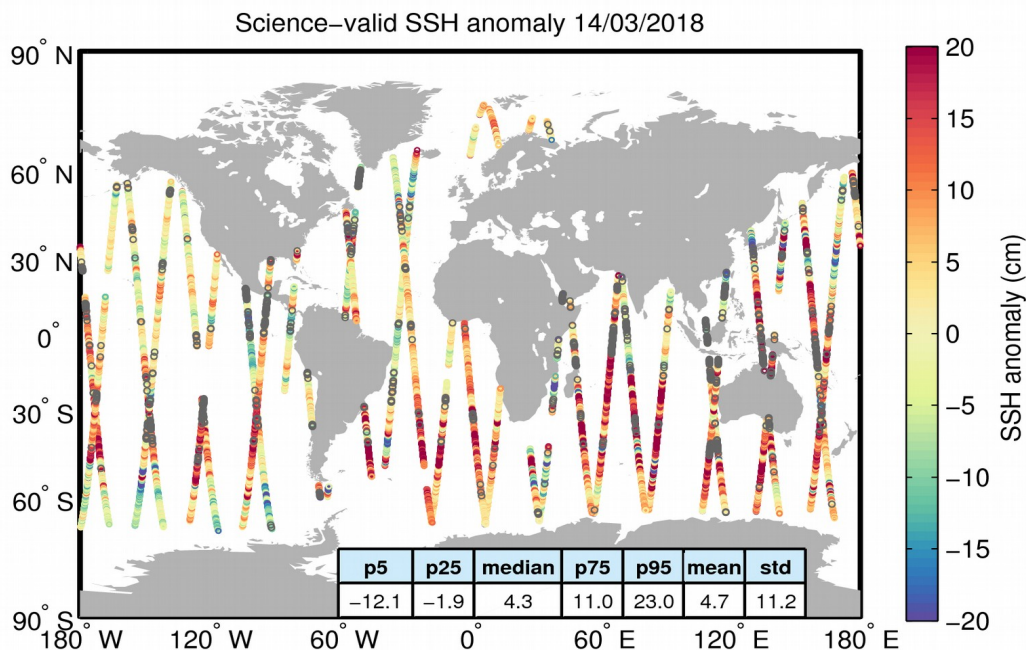 Science−valid SSH anomaly 14/03/2018
90° N
60° N
30° N
0°
30° S
60° S
90° S
180° W
120° W
60° W
0°
60° E
120° E
180° E
p5 p25 median p75 p95 mean std
−12.1 −1.9 4.3 11.0 23.0 4.7 11.2
20
15
10
5
0
−5
−10
−15
−20
SSH anomaly (cm)